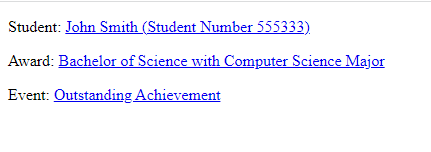 Student: John Smith (Student Number 555333)
Award: Bachelor of Science with Computer Science Major
Event: Outstanding Achievement